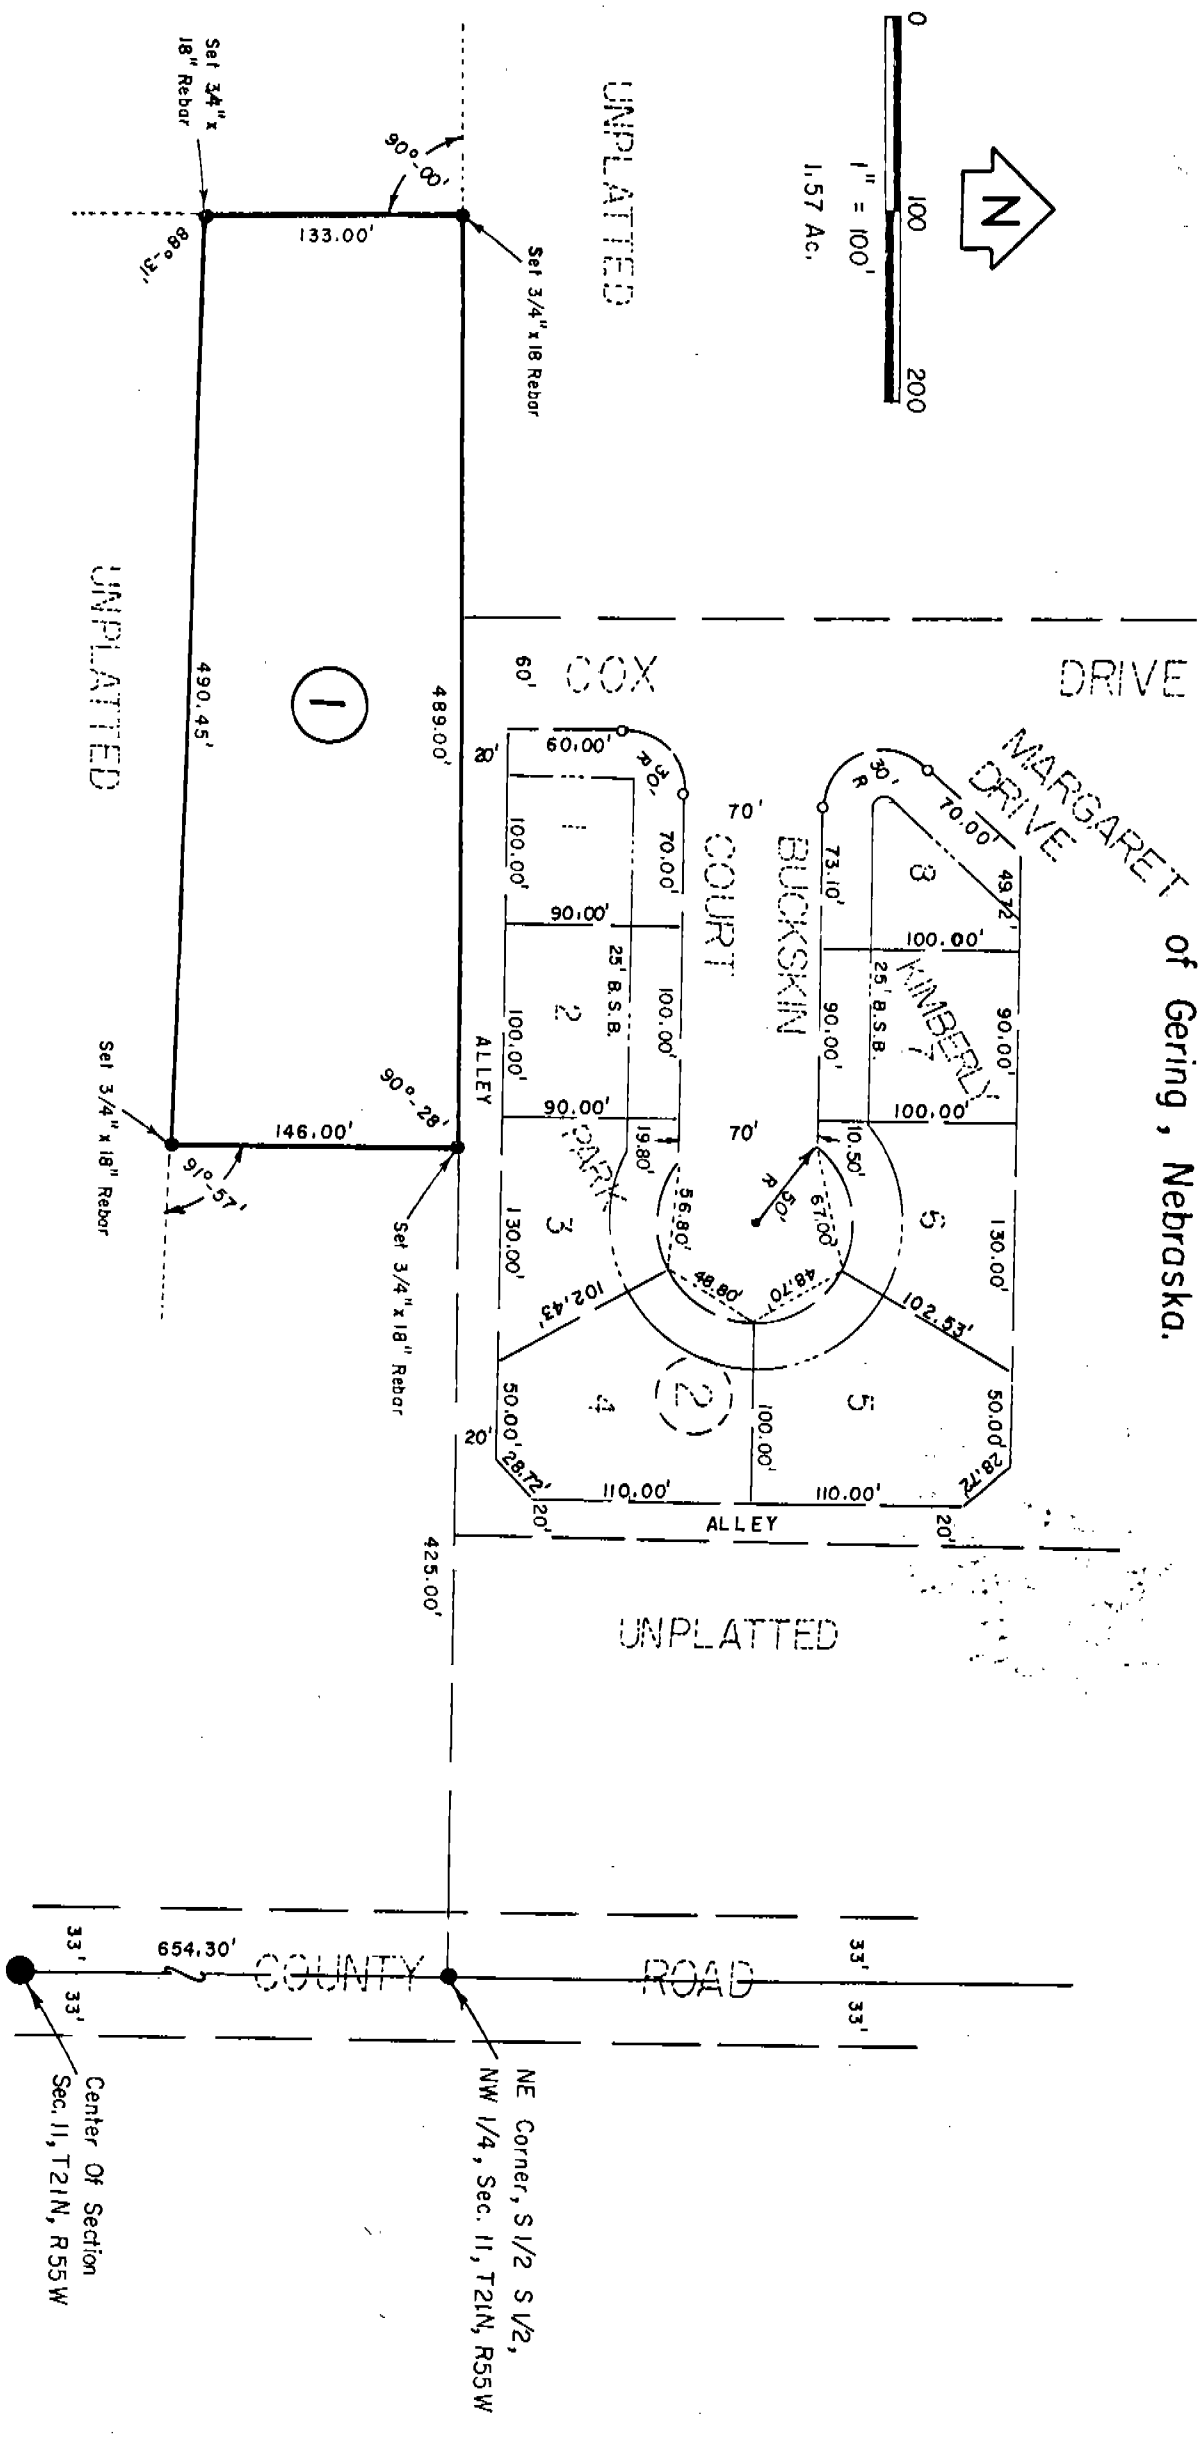 of Gering, Nebraska.
N
0 100 200
1" = 100'
1.57 Ac.
UNPLATTED
COX DRIVE
60'
MARGARET
DRIVE
70.00'
49.72'
30'
R
8
73.10'
100.00'
BUCKSKIN
COURT
70'
70'
KIMBERLY
PARK
25' B.S.B.
7
90.00'
90.00'
100.00'
10.50'
6
67.00'
130.00'
102.53'
50'
R
48.70'
48.80'
56.80'
19.80'
5
50.00'
28.72'
100.00'
2
4
110.00'
110.00'
20'
20'
ALLEY
UNPLATTED
60.00'
30'
R
20'
1
100.00'
70.00'
90.00'
2
25' B.S.B.
100.00'
100.00'
90.00'
3
130.00'
102.43'
50.00'
28.72'
20'
ALLEY
Set 3/4" x 18 Rebar
90°-00'
133.00'
Set 3/4" x
18" Rebar
88°-31'
489.00'
1
490.45'
UNPLATTED
90°-28'
146.00'
91°-57'
Set 3/4" x 18" Rebar
Set 3/4" x 18" Rebar
425.00'
COUNTY ROAD
33'
33'
33'
33'
654.30'
NE Corner, S 1/2 S 1/2,
NW 1/4, Sec. 11, T21N, R55W
Center Of Section
Sec. 11, T21N, R55W